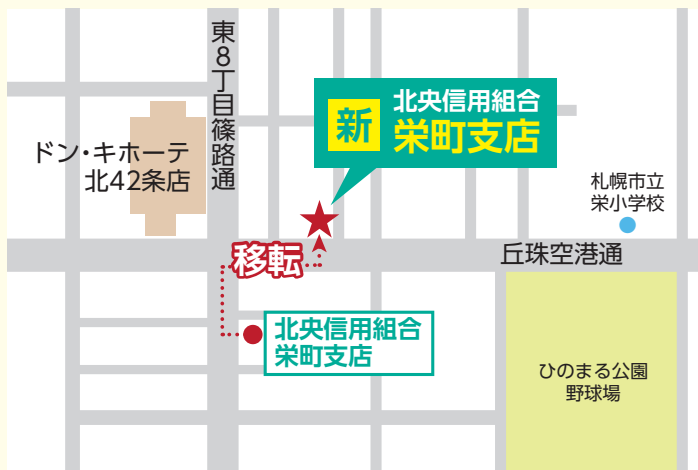 東8丁目篠路通
新
北央信用組合
栄町支店
ドン・キホーテ
北42条店
札幌市立
栄小学校
移転
丘珠空港通
北央信用組合
栄町支店
ひのまる公園
野球場